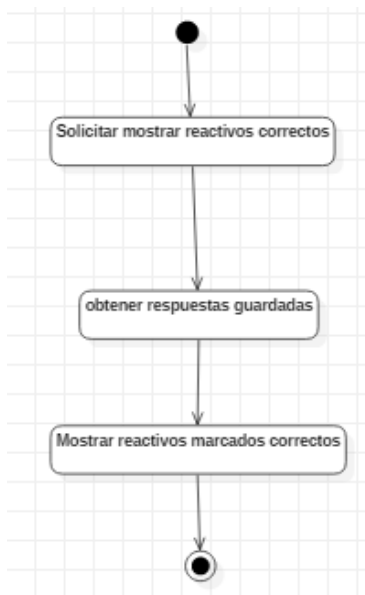 Solicitar mostrar reactivos correctos
obtener respuestas guardadas
Mostrar reactivos marcados correctos